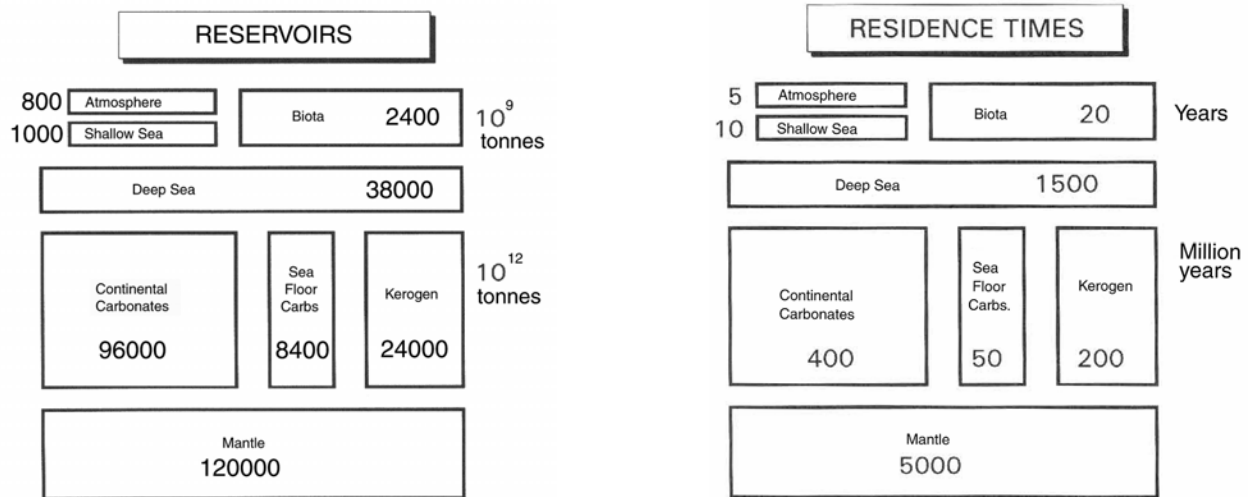 RESERVOIRS
800 Atmosphere
1000 Shallow Sea
Biota 2400
10^9
tonnes
Deep Sea 38000
Continental
Carbonates
96000
Sea
Floor
Carbs
8400
Kerogen
24000
10^12
tonnes
Mantle
120000
RESIDENCE TIMES
5 Atmosphere
10 Shallow Sea
Biota 20
Years
Deep Sea 1500
Continental
Carbonates
400
Sea
Floor
Carbs.
50
Kerogen
200
Million
years
Mantle
5000